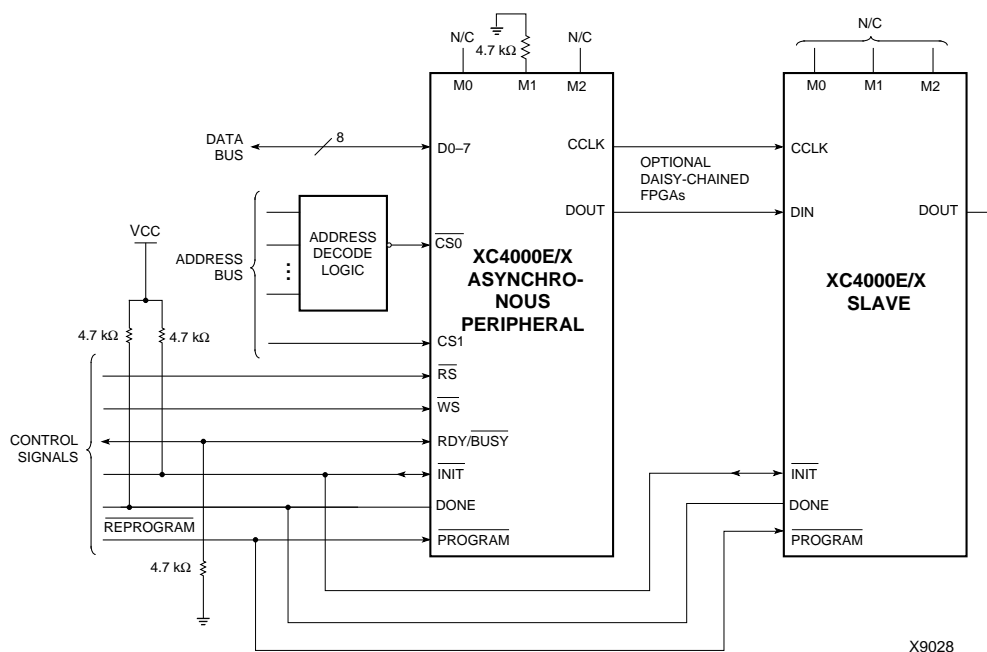 N/C
4.7 kΩ
N/C
N/C
M0
M1
M2
M0
M1
M2
DATA
BUS
8
D0–7
CCLK
CCLK
OPTIONAL
DAISY-CHAINED
FPGAs
DOUT
DIN
DOUT
VCC
ADDRESS
BUS
ADDRESS
DECODE
LOGIC
CS0
XC4000E/X
ASYNCHRO-
NOUS
PERIPHERAL
XC4000E/X
SLAVE
4.7 kΩ
4.7 kΩ
CS1
RS
WS
CONTROL
SIGNALS
RDY/BUSY
INIT
INIT
DONE
DONE
REPROGRAM
PROGRAM
PROGRAM
4.7 kΩ
X9028